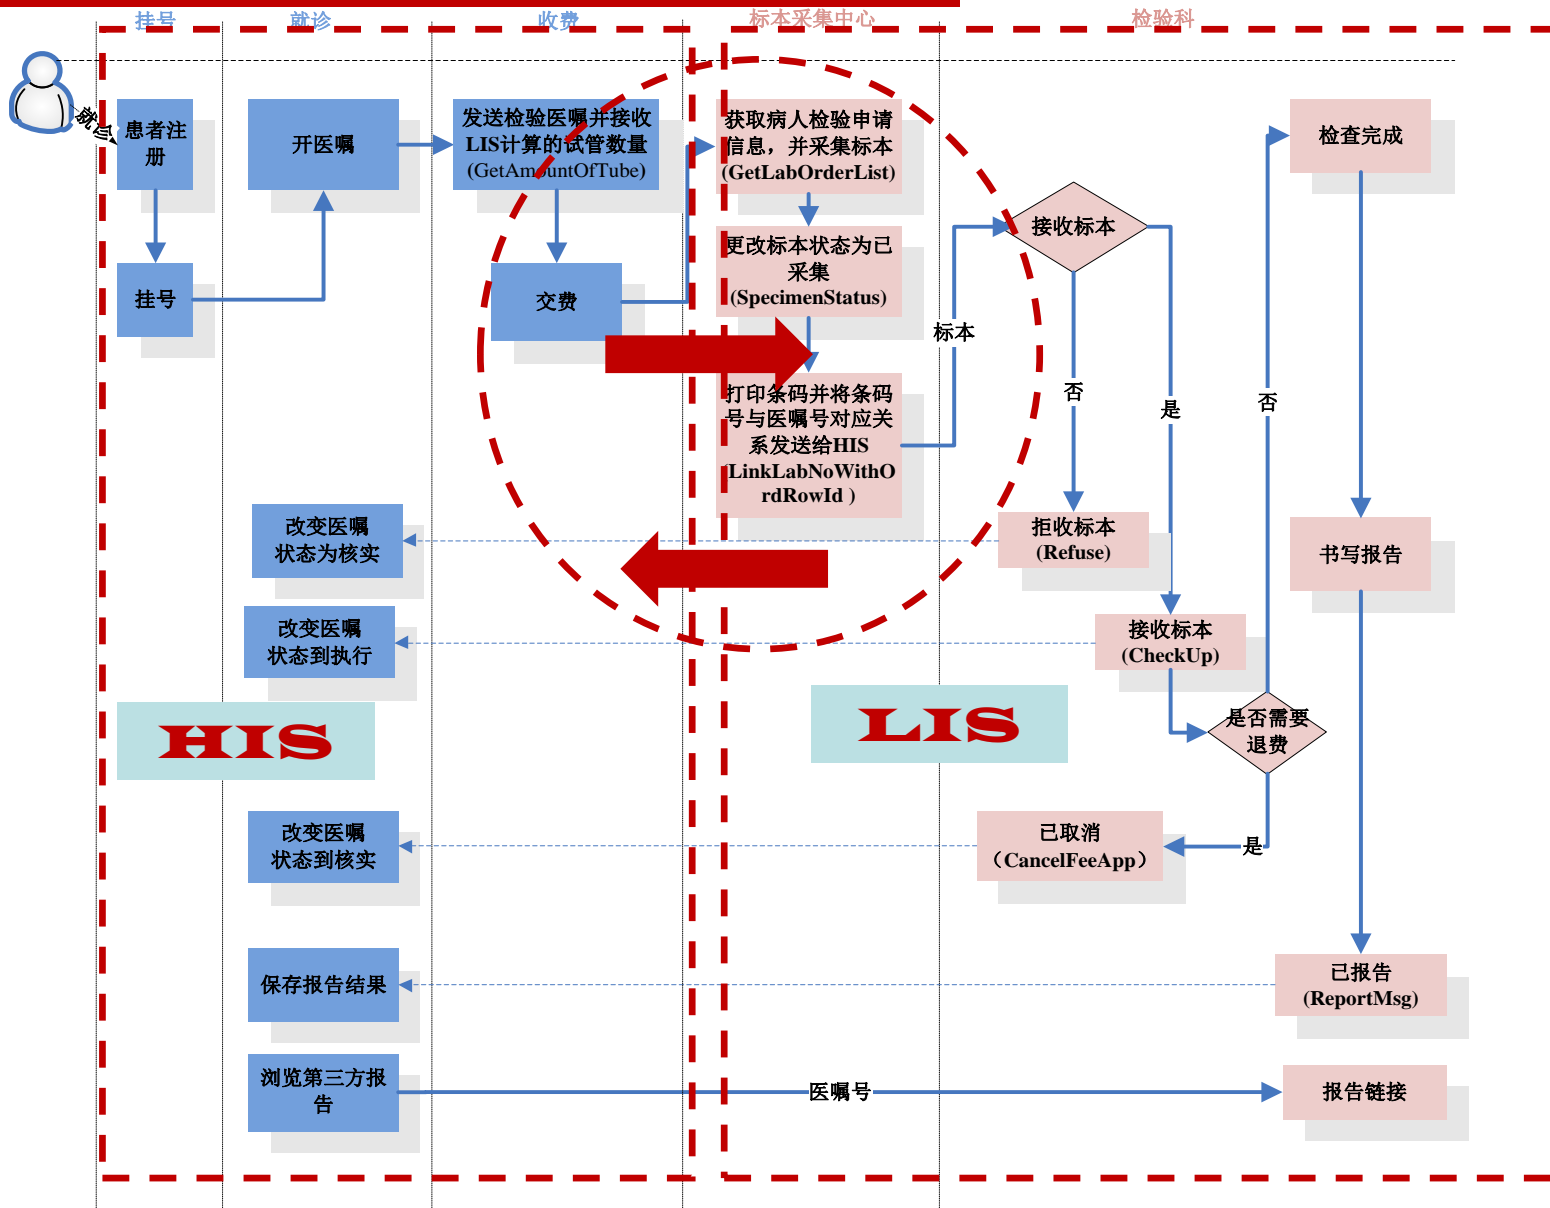 挂号
就诊
收费
标本采集中心
检验科
就诊
患者注
册
开医嘱
发送检验医嘱并接收
LIS计算的试管数量
(GetAmountOfTube)
获取病人检验申请
信息，并采集标本
(GetLabOrderList)
检查完成
接收标本
更改标本状态为已
采集
(SpecimenStatus)
挂号
交费
标本
否
是
否
打印条码并将条码
号与医嘱号对应关
系发送给HIS
(LinkLabNoWithO
rdRowId )
改变医嘱
状态为核实
拒收标本
(Refuse)
书写报告
改变医嘱
状态到执行
接收标本
(CheckUp)
HIS
LIS
是否需要
退费
改变医嘱
状态到核实
已取消
（CancelFeeApp）
是
保存报告结果
已报告
(ReportMsg)
浏览第三方报
告
医嘱号
报告链接